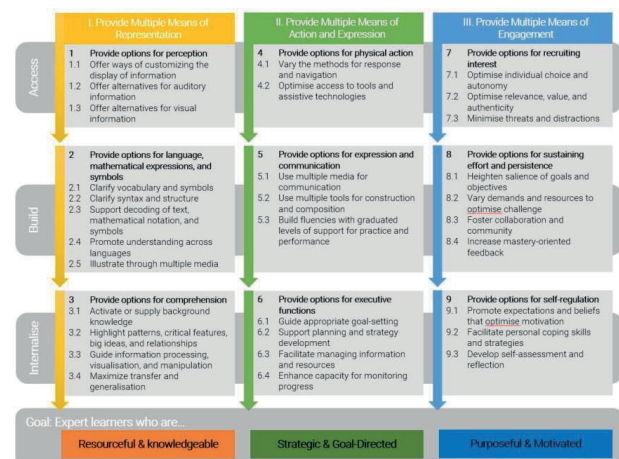 I. Provide Multiple Means of
Representation
II. Provide Multiple Means of
Action and Expression
III. Provide Multiple Means of
Engagement
Access
1 Provide options for perception
1.1 Offer ways of customizing the
display of information
1.2 Offer alternatives for auditory
information
1.3 Offer alternatives for visual
information
4 Provide options for physical action
4.1 Vary the methods for response
and navigation
4.2 Optimise access to tools and
assistive technologies
7 Provide options for recruiting
interest
7.1 Optimise individual choice and
autonomy
7.2 Optimise relevance, value, and
authenticity
7.3 Minimise threats and distractions
Build
2 Provide options for language,
mathematical expressions, and
symbols
2.1 Clarify vocabulary and symbols
2.2 Clarify syntax and structure
2.3 Support decoding of text,
mathematical notation, and
symbols
2.4 Promote understanding across
languages
2.5 Illustrate through multiple media
5 Provide options for expression and
communication
5.1 Use multiple media for
communication
5.2 Use multiple tools for construction
and composition
5.3 Build fluencies with graduated
levels of support for practice and
performance
8 Provide options for sustaining
effort and persistence
8.1 Heighten salience of goals and
objectives
8.2 Vary demands and resources to
optimise challenge
8.3 Foster collaboration and
community
8.4 Increase mastery-oriented
feedback
Internalise
3 Provide options for comprehension
3.1 Activate or supply background
knowledge
3.2 Highlight patterns, critical features,
big ideas, and relationships
3.3 Guide information processing,
visualisation, and manipulation
3.4 Maximize transfer and
generalisation
6 Provide options for executive
functions
6.1 Guide appropriate goal-setting
6.2 Support planning and strategy
development
6.3 Facilitate managing information
and resources
6.4 Enhance capacity for monitoring
progress
9 Provide options for self-regulation
9.1 Promote expectations and beliefs
that optimise motivation
9.2 Facilitate personal coping skills
and strategies
9.3 Develop self-assessment and
reflection
Goal: Expert learners who are...
Resourceful & knowledgeable
Strategic & Goal-Directed
Purposeful & Motivated